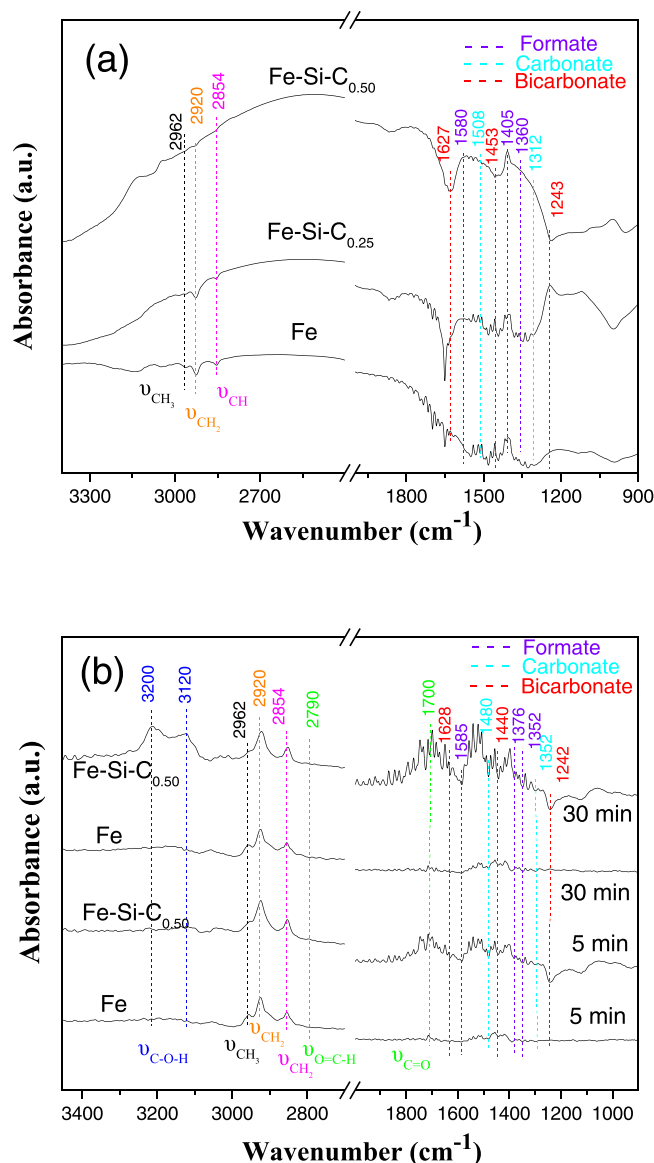 (a)
Formate
Carbonate
Bicarbonate
Fe-Si-C0.50
2962
2920
2854
1627
1580
1508
1453
1405
1360
1312
1243
Fe-Si-C0.25
Fe
υCH3
υCH2
υCH
Absorbance (a.u.)
3300 3000 2700 1800 1500 1200 900
Wavenumber (cm-1)
(b)
Formate
Carbonate
Bicarbonate
3200
3120
2962
2920
2854
2790
1700
1628
1585
1480
1440
1376
1352
1352
1242
Fe-Si-C0.50
30 min
Fe
30 min
Fe-Si-C0.50
5 min
Fe
5 min
υC-O-H
υCH3
υCH2
υCH2
υO=C-H
υC=O
Absorbance (a.u.)
3400 3200 3000 2800 1800 1600 1400 1200 1000
Wavenumber (cm-1)